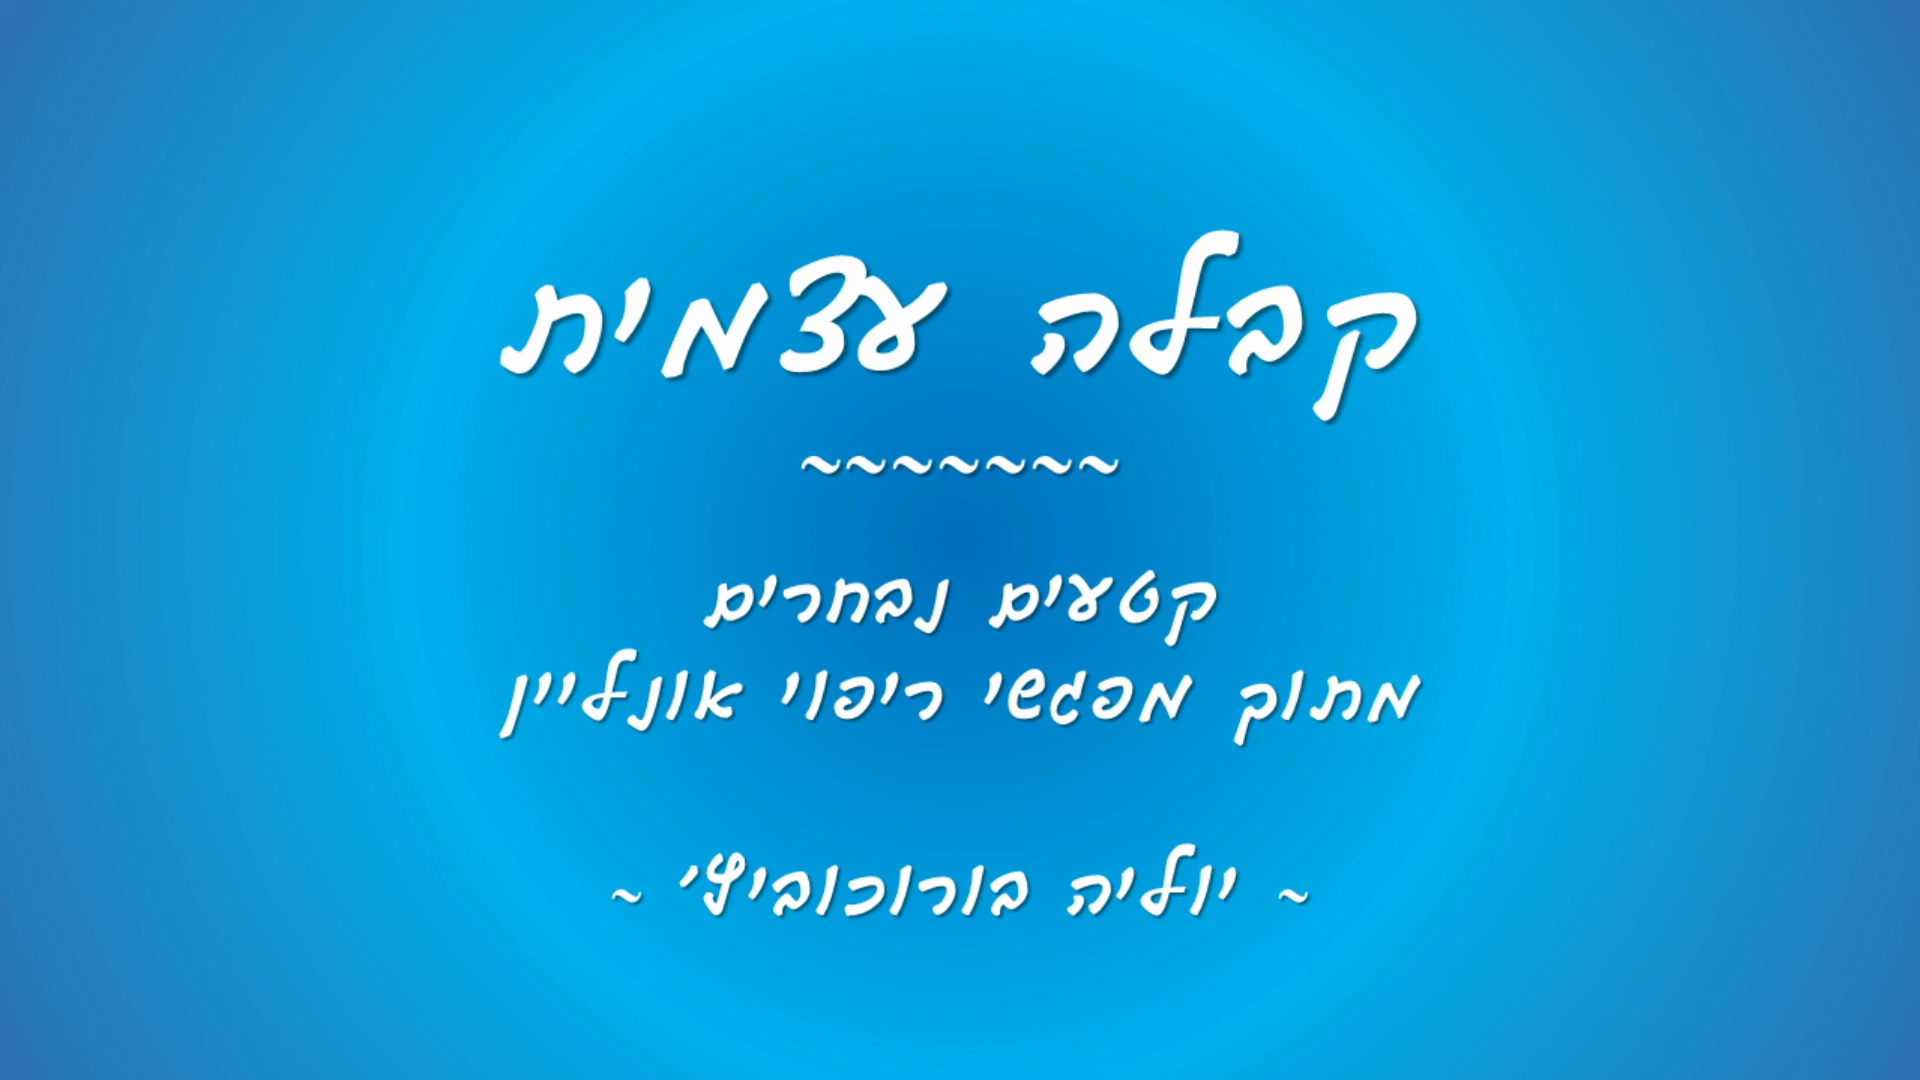 קבלה עצמית
~~~~~~~
קטעים נבחרים
מתוך מפגשי ריפוי אונליין
~ יוליה בורוכוביץ' ~